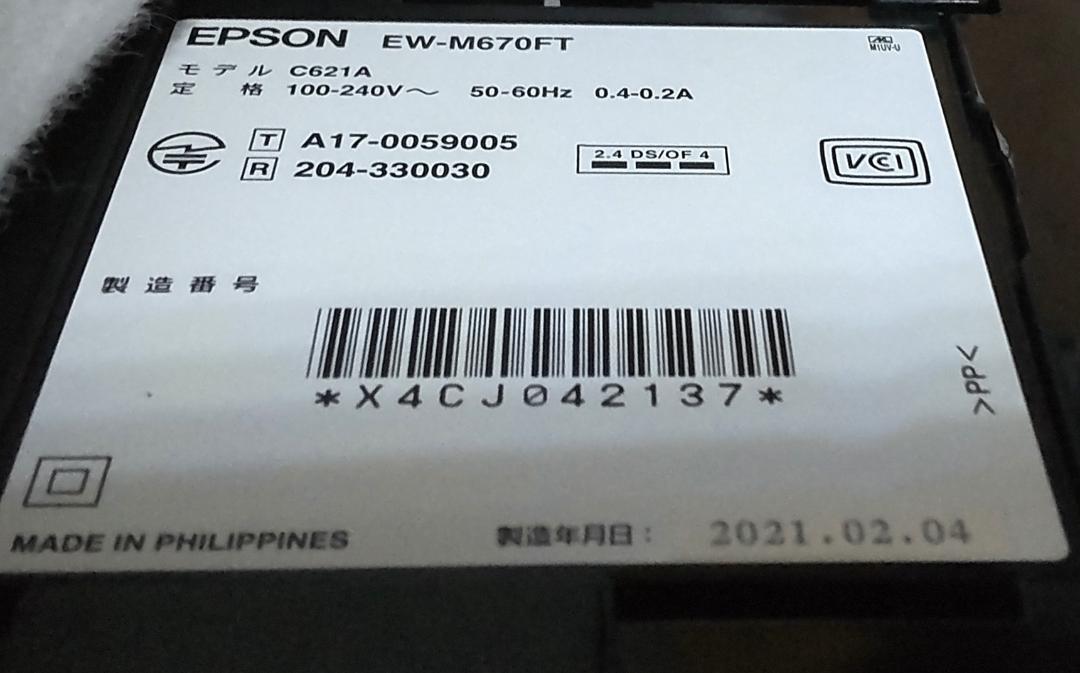 EPSON EW-M670FT
MIUV-U
モデル C621A
定格 100-240V～ 50-60Hz 0.4-0.2A
T A17-0059005
R 204-330030
2.4 DS/OF 4
VCI
製造番号
*X4CJ042137*
>PP<
MADE IN PHILIPPINES
製造年月日： 2021.02.04